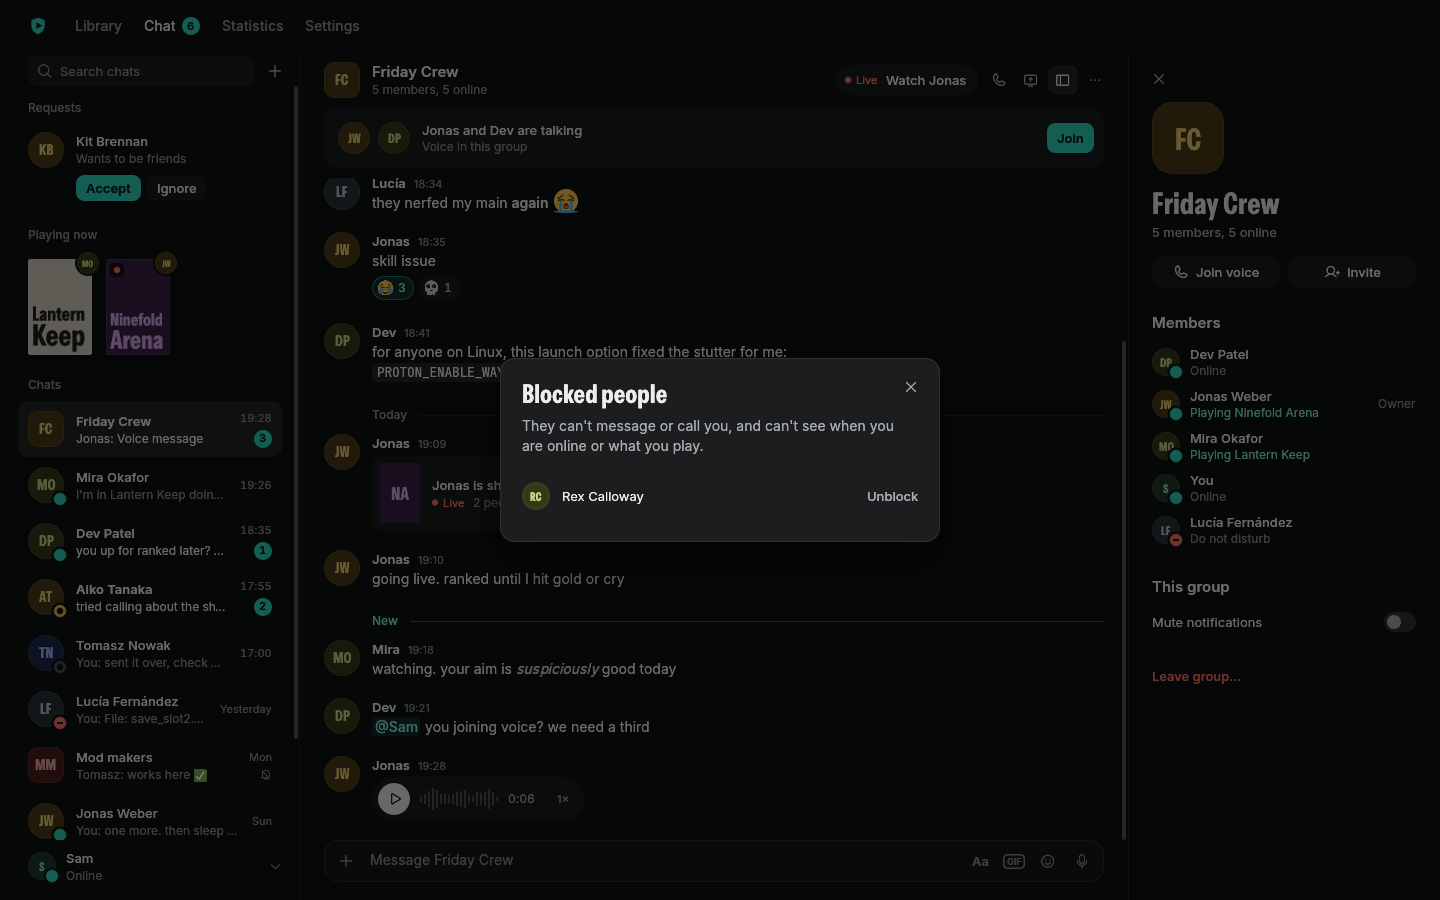 Library
Chat
6
Statistics
Settings
Search chats
Requests
KB
Kit Brennan
Wants to be friends
Accept
Ignore
Playing now
MO
Lantern
Keep
JW
Ninefold
Arena
Chats
FC
Friday Crew
19:28
Jonas: Voice message
3
MO
Mira Okafor
19:26
I'm in Lantern Keep doin...
DP
Dev Patel
18:35
you up for ranked later? ...
1
AT
Aiko Tanaka
17:55
tried calling about the sh...
2
TN
Tomasz Nowak
17:00
You: sent it over, check ...
LF
Lucía Fernández
Yesterday
You: File: save_slot2....
MM
Mod makers
Mon
Tomasz: works here ✅
JW
Jonas Weber
Sun
You: one more. then sleep ...
S
Sam
Online
FC
Friday Crew
5 members, 5 online
Live
Watch Jonas
JW
DP
Jonas and Dev are talking
Voice in this group
Join
LF
Lucía 18:34
they nerfed my main again 😭
JW
Jonas 18:35
skill issue
😂 3
💀 1
DP
Dev 18:41
for anyone on Linux, this launch option fixed the stutter for me:
Today
JW
Jonas 19:09
NA
Jonas is
Live
2
JW
Jonas 19:10
going live. ranked until I hit gold or cry
New
MO
Mira 19:18
watching. your aim is suspiciously good today
DP
Dev 19:21
@Sam you joining voice? we need a third
JW
Jonas 19:28
0:06
1×
Message Friday Crew
Aa
GIF
Blocked people
They can't message or call you, and can't see when you
are online or what you play.
RC
Rex Calloway
Unblock
FC
Friday Crew
5 members, 5 online
Join voice
Invite
Members
DP
Dev Patel
Online
JW
Jonas Weber
Playing Ninefold Arena
Owner
MO
Mira Okafor
Playing Lantern Keep
S
You
Online
LF
Lucía Fernández
Do not disturb
This group
Mute notifications
Leave group...